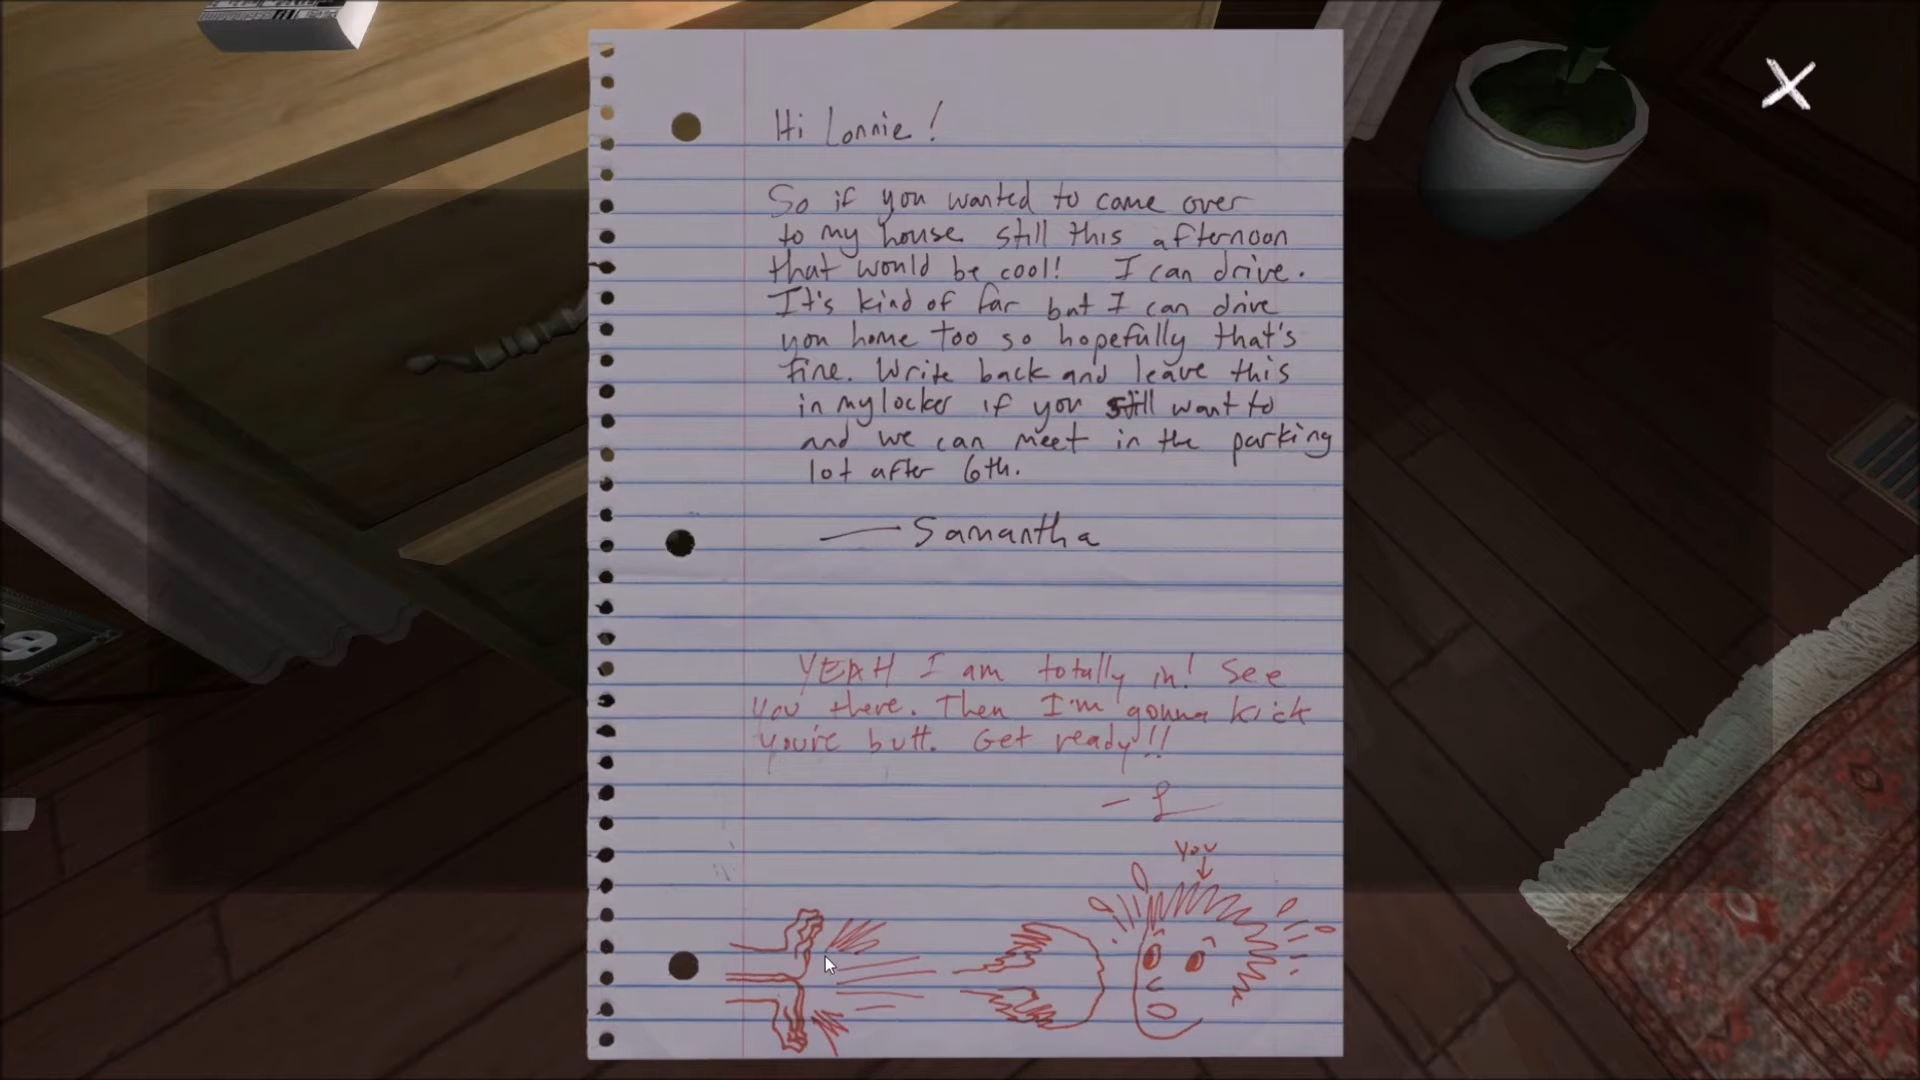 Hi Lonnie!
So if you wanted to come over
to my house still this afternoon
that would be cool! I can drive.
It's kind of far but I can drive
you home too so hopefully that's
fine. Write back and leave this
in my locker if you still want to
and we can meet in the parking
lot after 6th.
— Samantha
YEAH I am totally in! See
you there. Then I'm gonna kick
you're butt. Get ready!!
- L
you